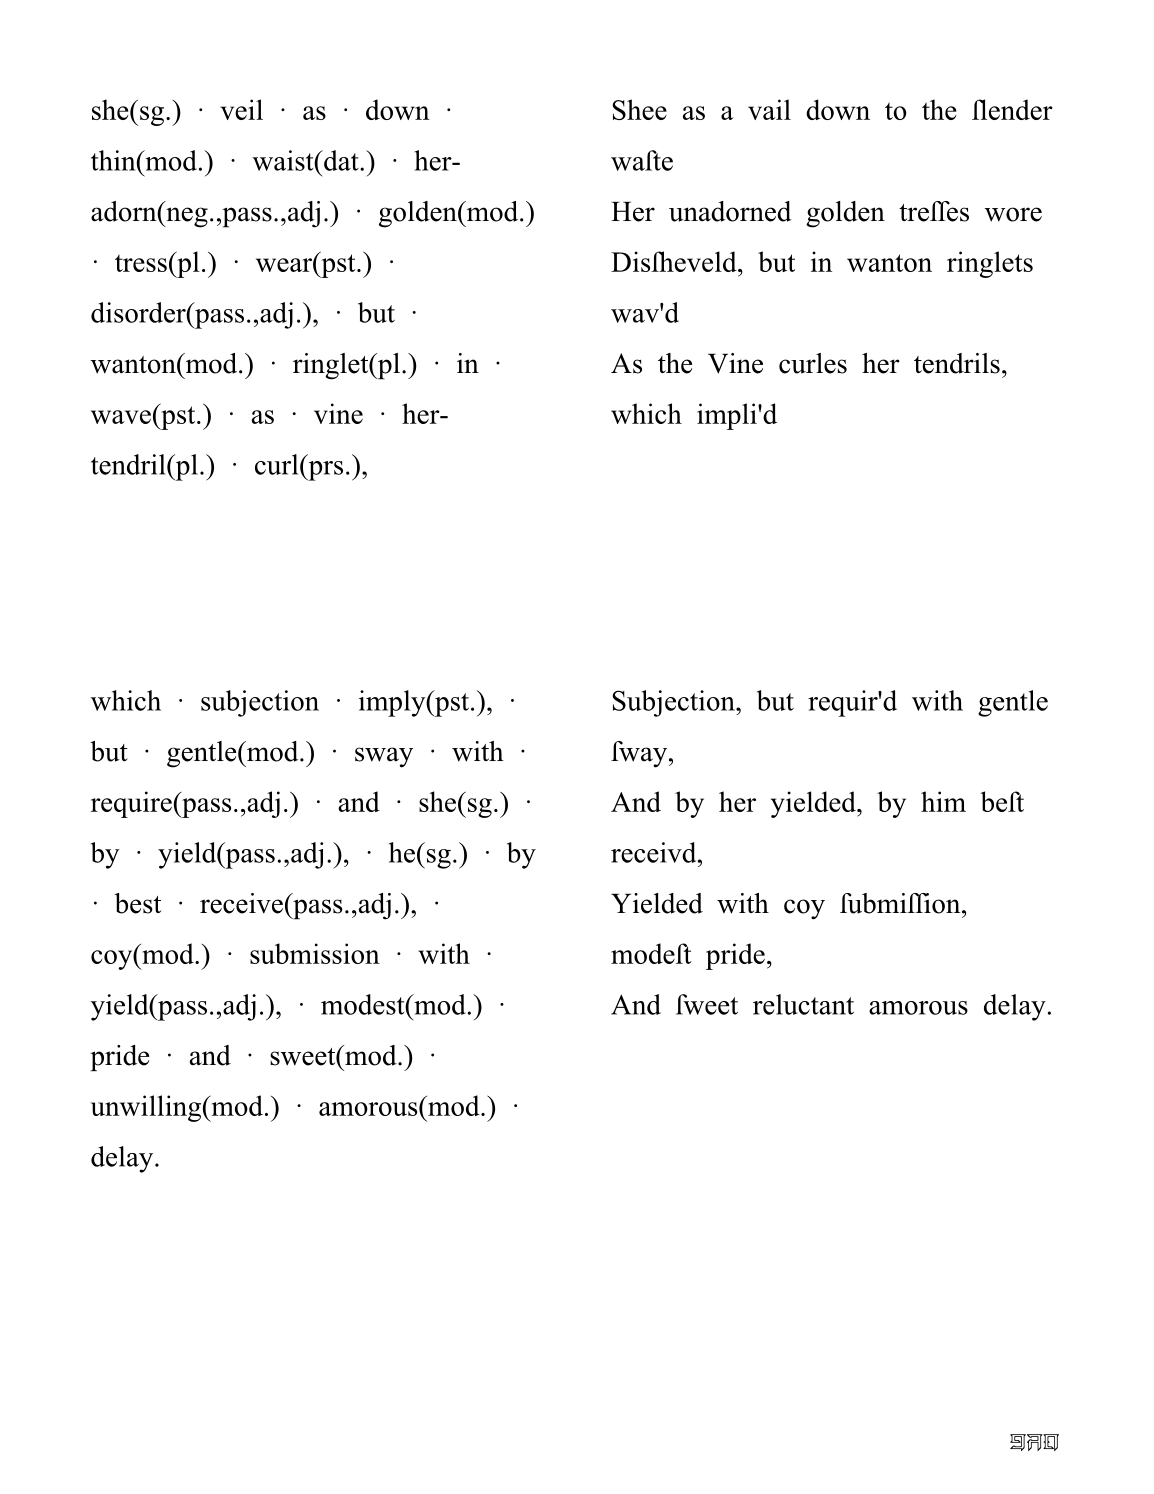 she(sg.) · veil · as · down ·
thin(mod.) · waist(dat.) · her-
adorn(neg.,pass.,adj.) · golden(mod.)
· tress(pl.) · wear(pst.) ·
disorder(pass.,adj.), · but ·
wanton(mod.) · ringlet(pl.) · in ·
wave(pst.) · as · vine · her-
tendril(pl.) · curl(prs.),
Shee as a vail down to the ſlender
waſte
Her unadorned golden treſſes wore
Disſheveld, but in wanton ringlets
wav'd
As the Vine curles her tendrils,
which impli'd
which · subjection · imply(pst.), ·
but · gentle(mod.) · sway · with ·
require(pass.,adj.) · and · she(sg.) ·
by · yield(pass.,adj.), · he(sg.) · by
· best · receive(pass.,adj.), ·
coy(mod.) · submission · with ·
yield(pass.,adj.), · modest(mod.) ·
pride · and · sweet(mod.) ·
unwilling(mod.) · amorous(mod.) ·
delay.
Subjection, but requir'd with gentle
ſway,
And by her yielded, by him beſt
receivd,
Yielded with coy ſubmiſſion,
modeſt pride,
And ſweet reluctant amorous delay.